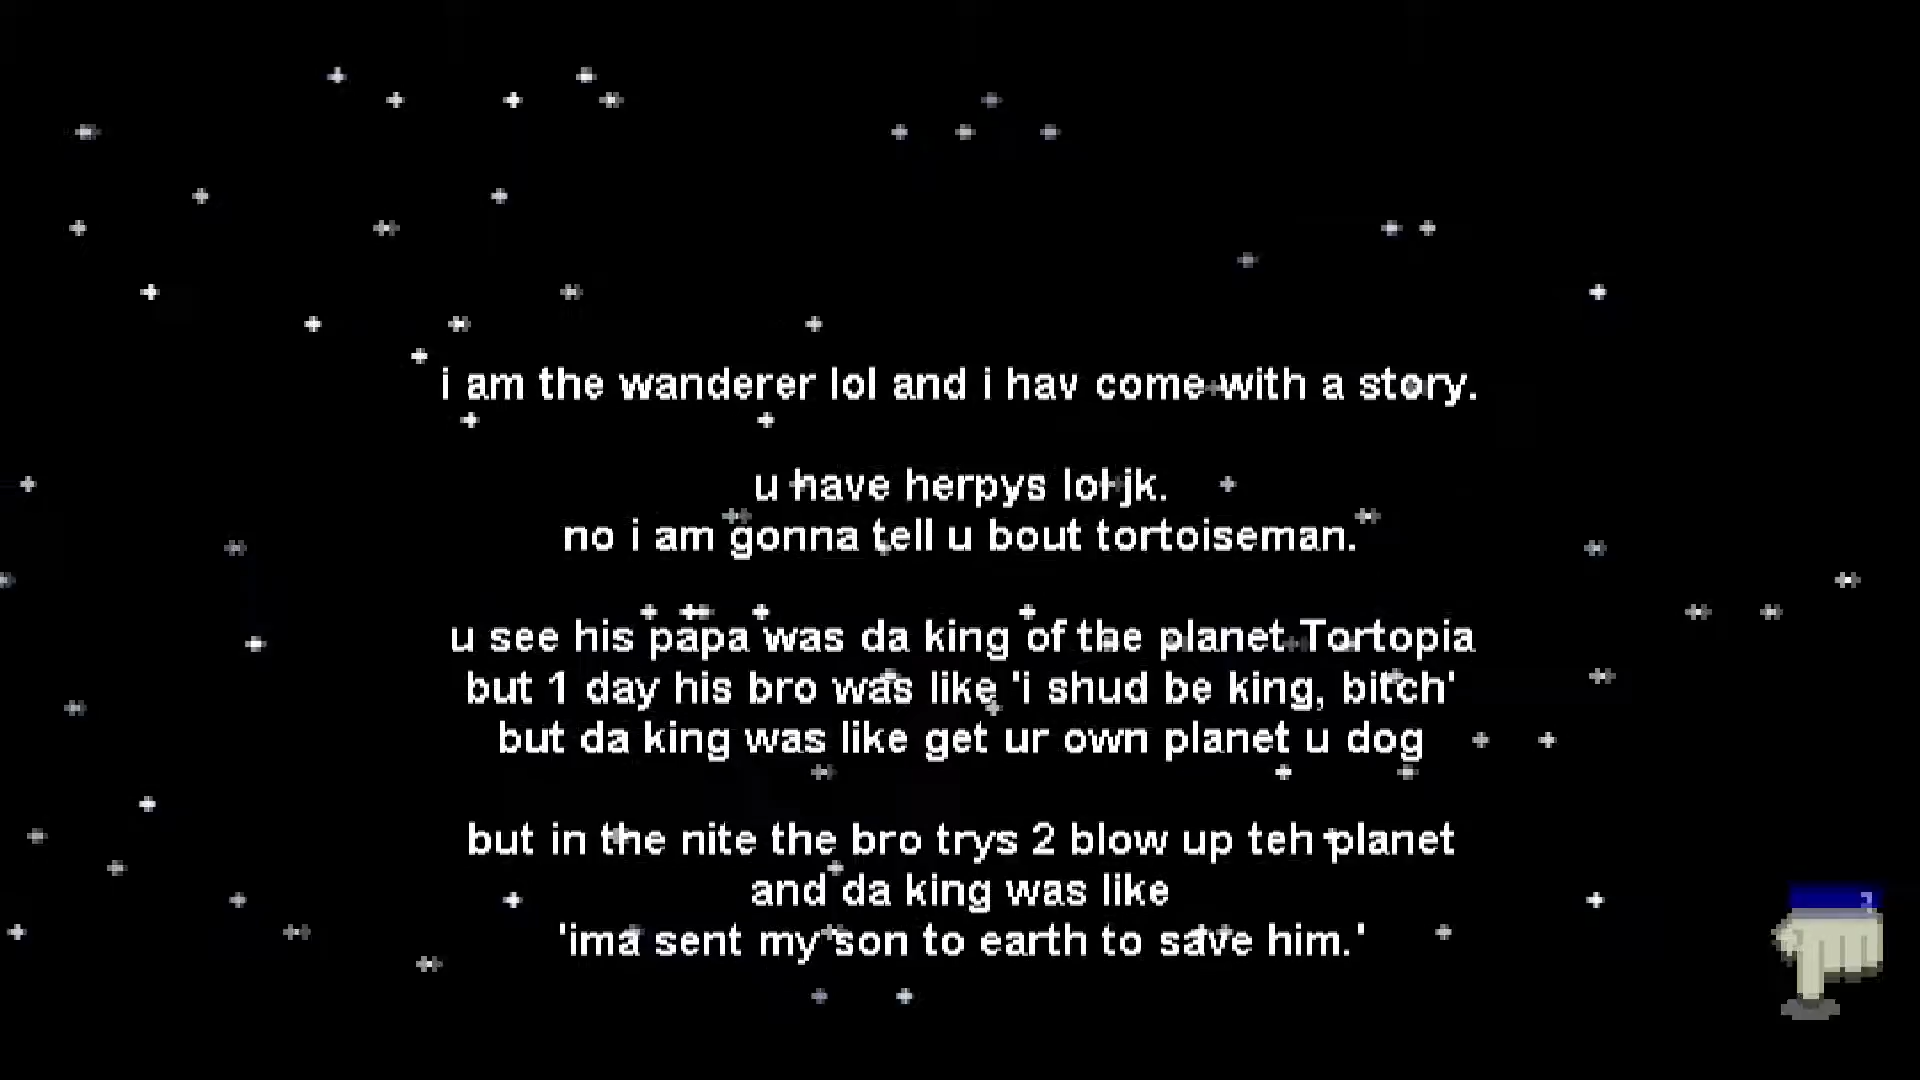 i am the wanderer lol and i hav come with a story.
u have herpys lol jk.
no i am gonna tell u bout tortoiseman.
u see his papa was da king of the planet Tortopia
but 1 day his bro was like 'i shud be king, bitch'
but da king was like get ur own planet u dog
but in the nite the bro trys 2 blow up teh planet
and da king was like
'ima sent my son to earth to save him.'